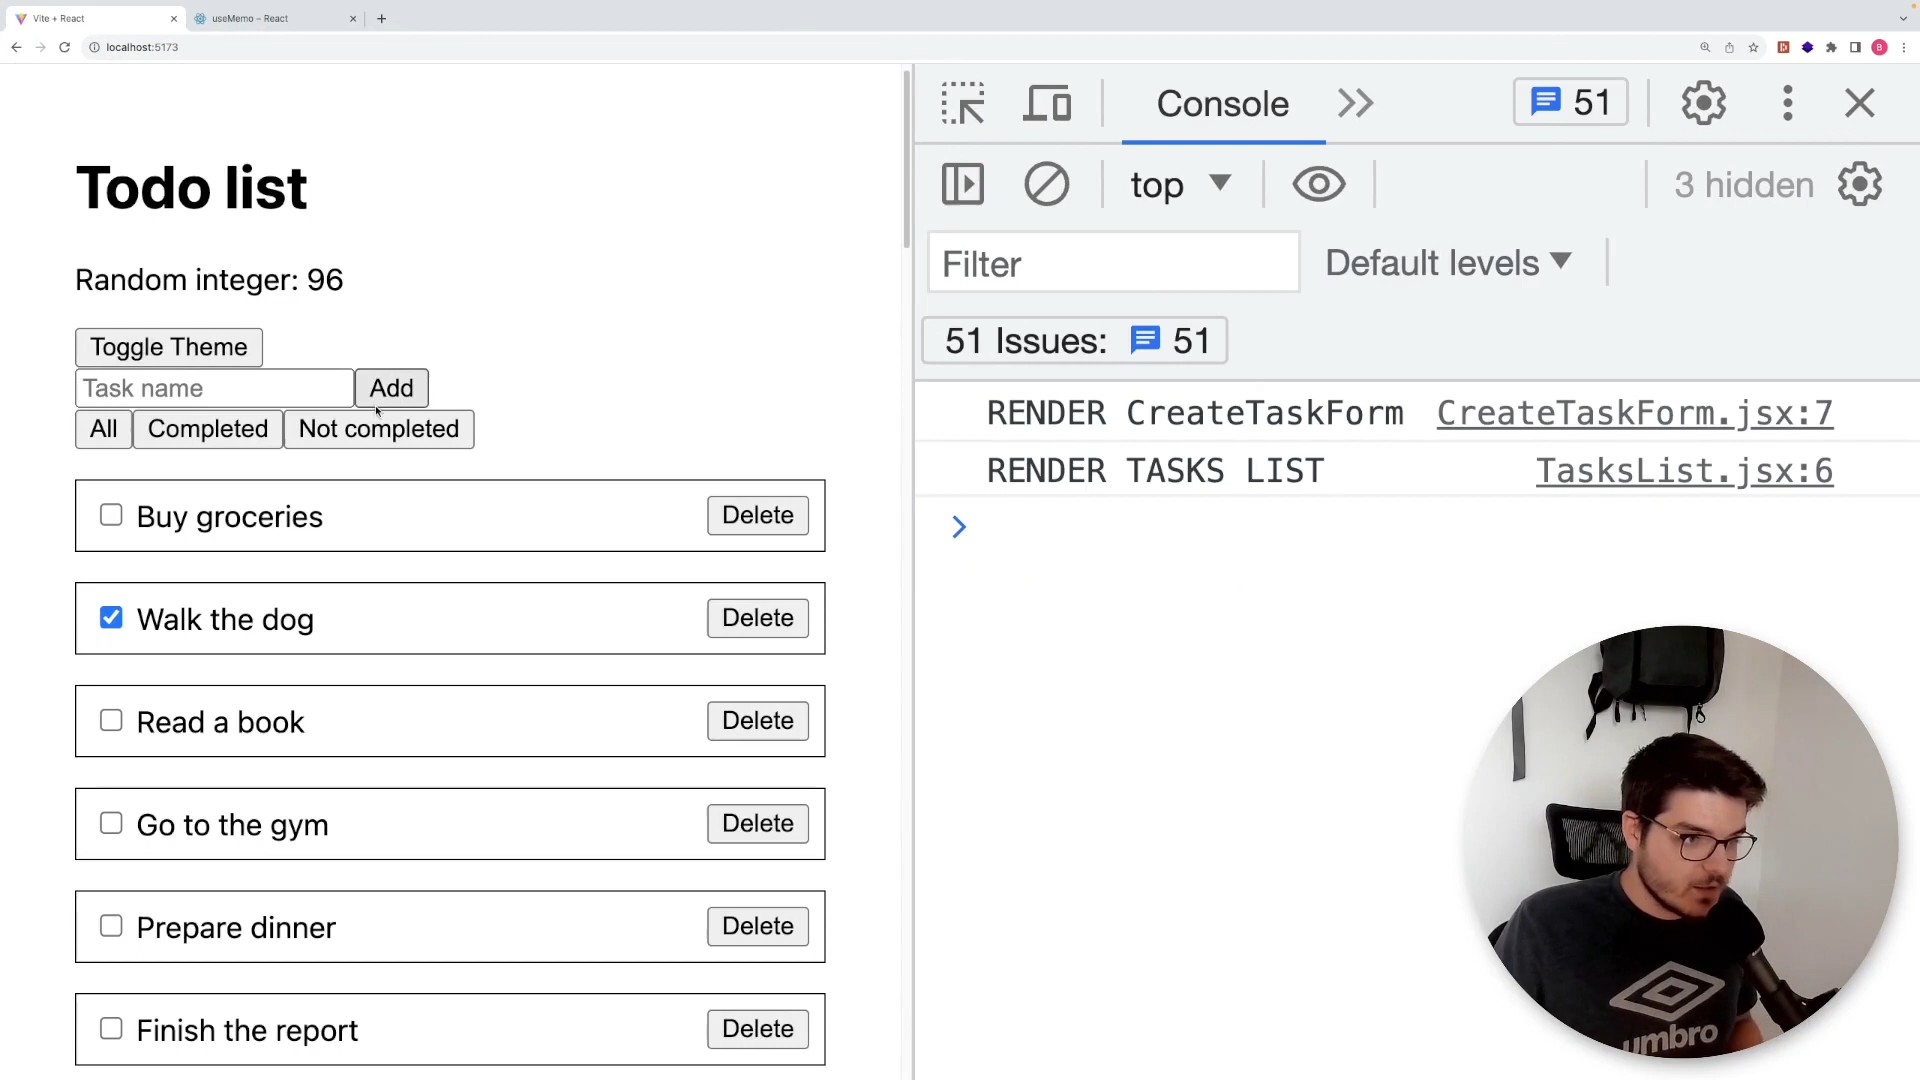 Vite + React
useMemo – React
localhost:5173
B
Todo list
Random integer: 96
Toggle Theme
Task name
Add
All
Completed
Not completed
Buy groceries
Delete
Walk the dog
Delete
Read a book
Delete
Go to the gym
Delete
Prepare dinner
Delete
Finish the report
Delete
Console
51
top
3 hidden
Filter
Default levels
51 Issues:
51
RENDER CreateTaskForm
CreateTaskForm.jsx:7
RENDER TASKS LIST
TasksList.jsx:6
umbro